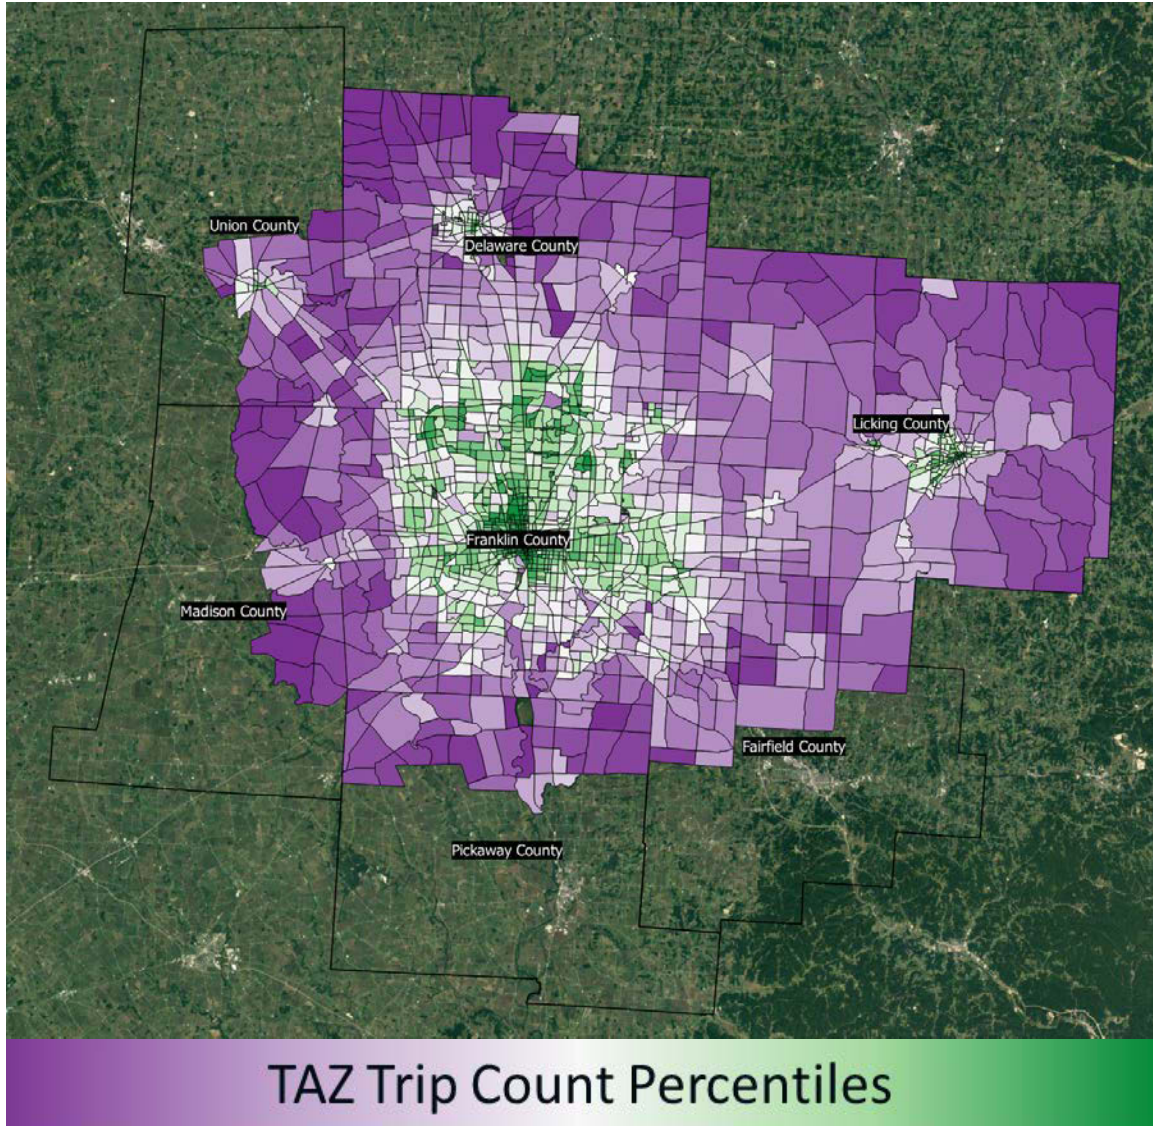 Union County
Delaware County
Licking County
Franklin County
Madison County
Fairfield County
Pickaway County
TAZ Trip Count Percentiles